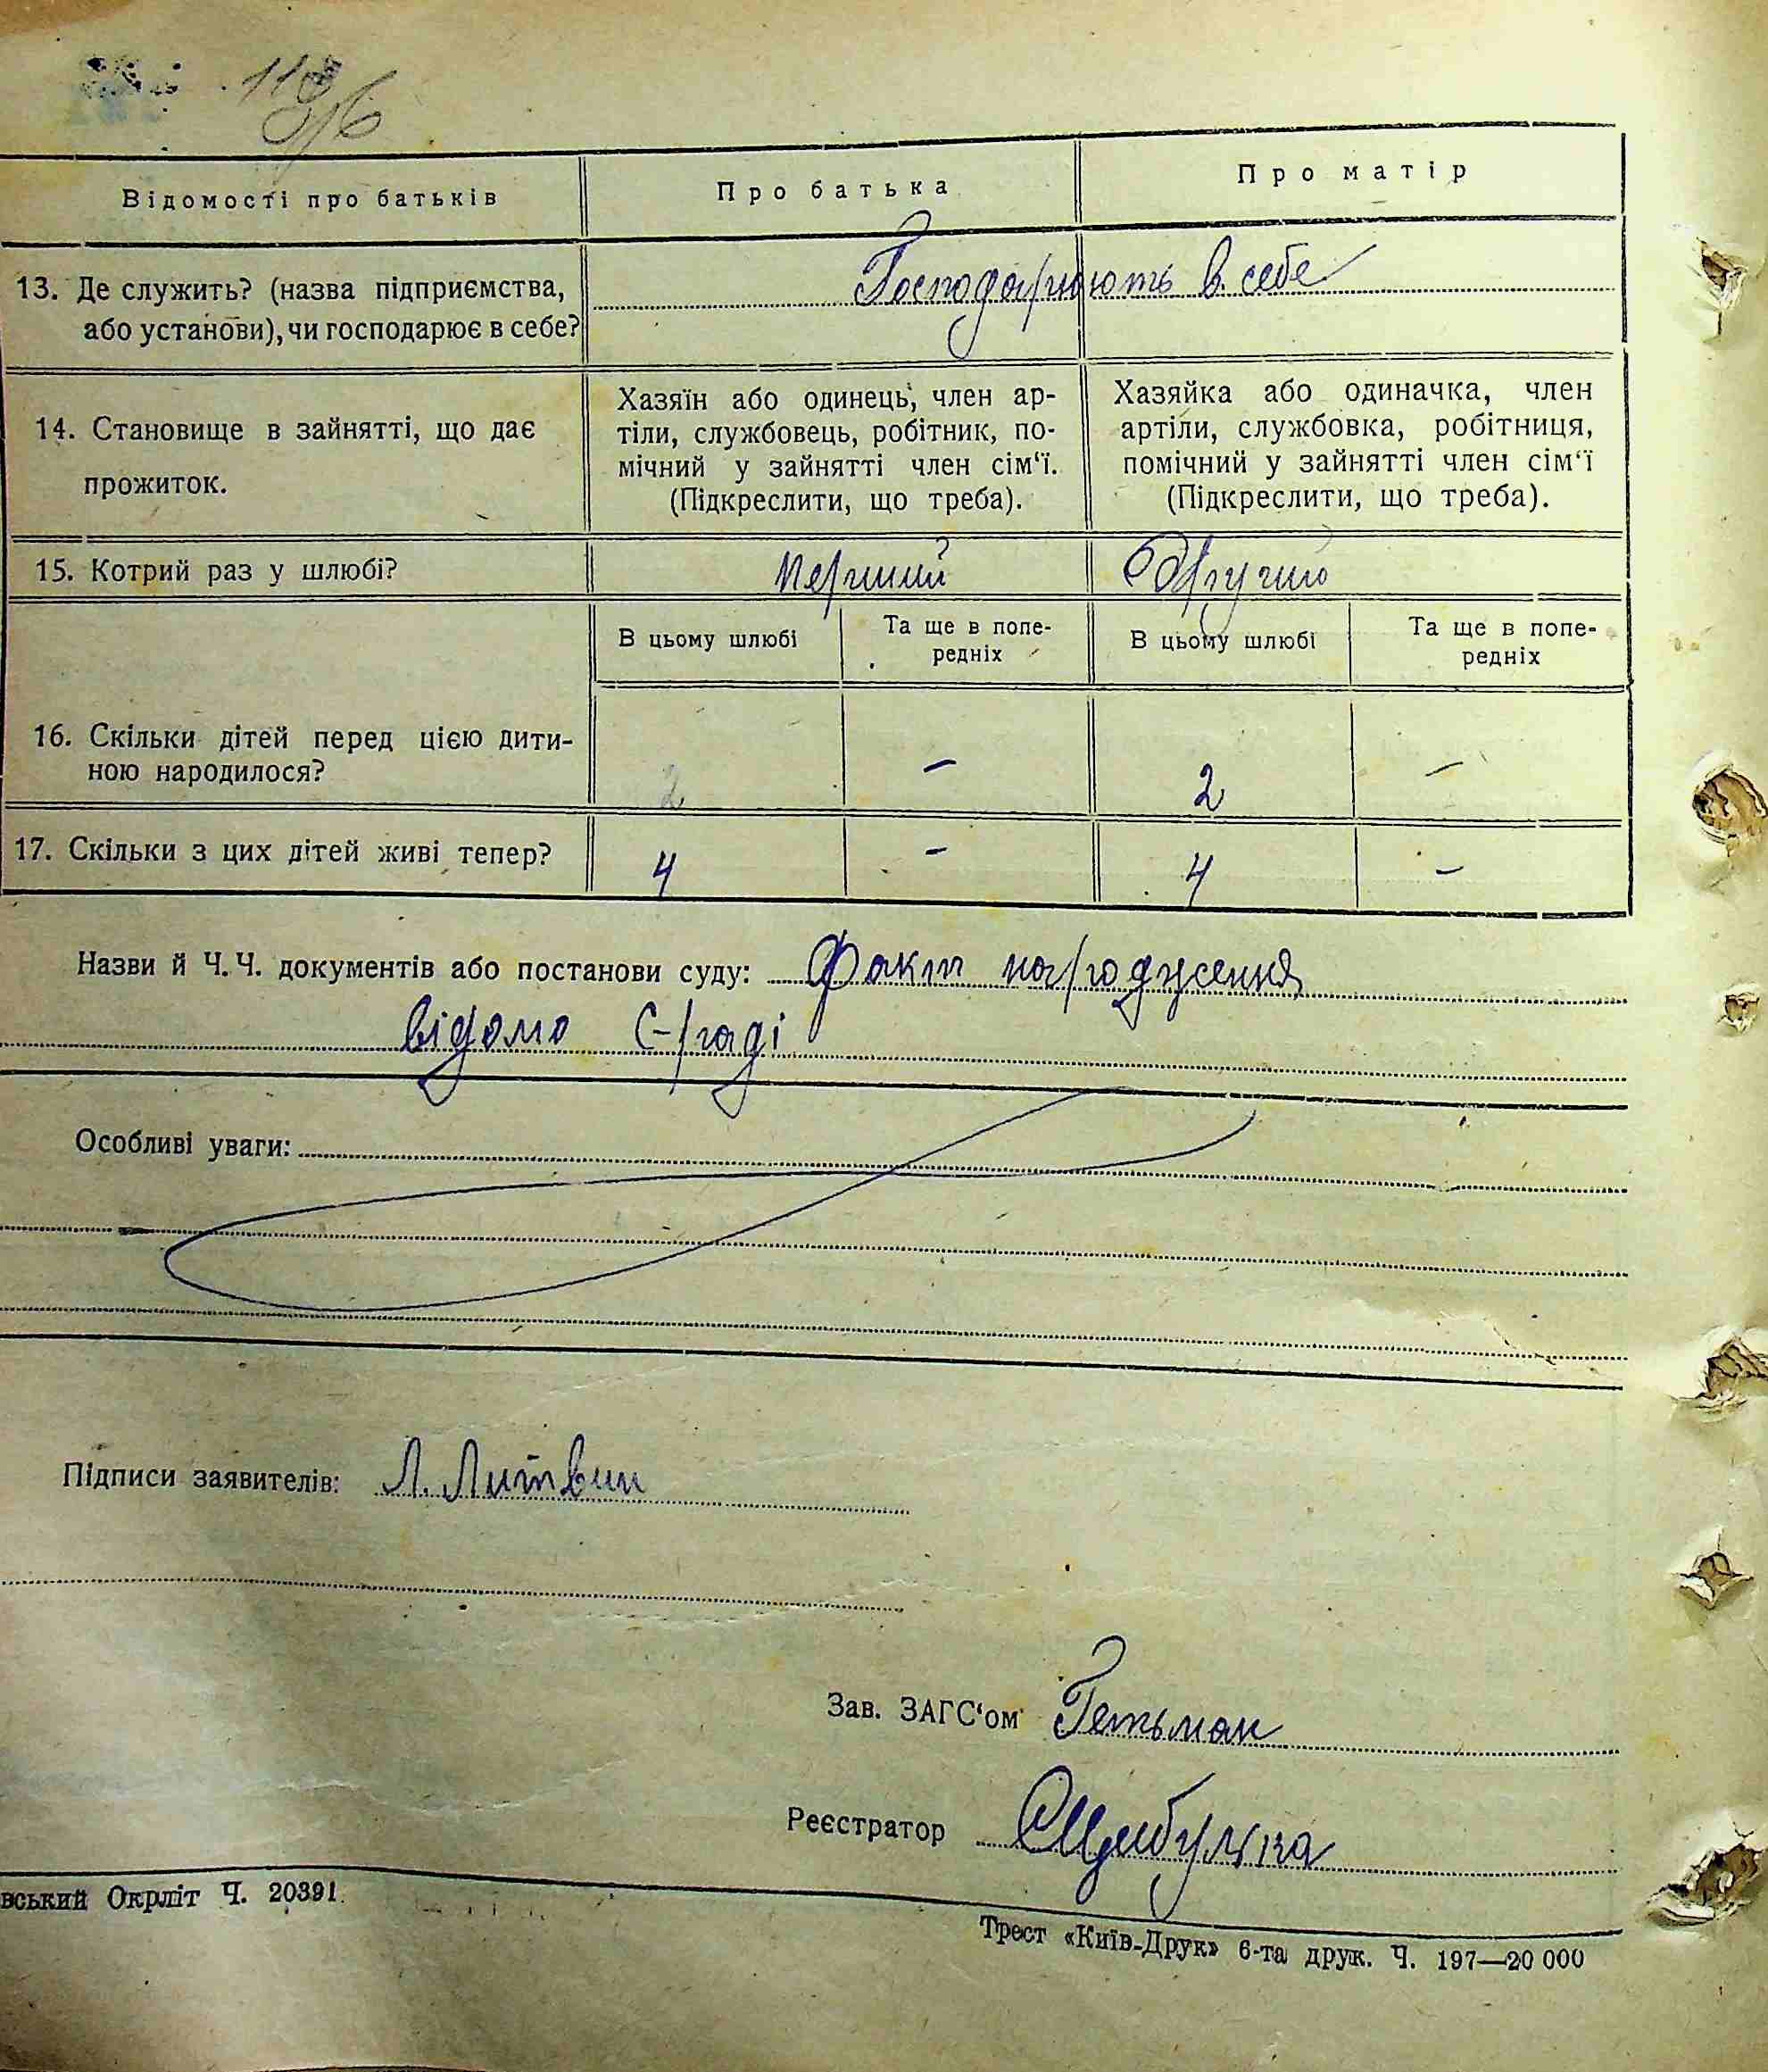 116
Відомості про батьків
Про батька
Про матір
13. Де служить? (назва підприємства,
або установи), чи господарює в себе?
Господарюють в себе
14. Становище в зайнятті, що дає
прожиток.
Хазяїн або одинець, член ар-
тіли, службовець, робітник, по-
мічний у зайнятті член сім‘ї.
(Підкреслити, що треба).
Хазяйка або одиначка, член
артіли, службовка, робітниця,
помічний у зайнятті член сім‘ї
(Підкреслити, що треба).
15. Котрий раз у шлюбі?
перший
В цьому шлюбі
Та ще в попе-
редніх
В цьому шлюбі
Та ще в попе-
редніх
16. Скільки дітей перед цією дити-
ною народилося?
2 - 2 -
17. Скільки з цих дітей живі тепер?
4 - 4 -
Назви й Ч.Ч. документів або постанови суду: Факт народження
відомо С-раді
Особливі уваги:
Підписи заявителів: Л. Литвин
Зав. ЗАГС‘ом Гетьман
Реєстратор Цибулька
вський Окрліт Ч. 20391
Трест «Київ-Друк» 6-та друк. Ч. 197—20 000